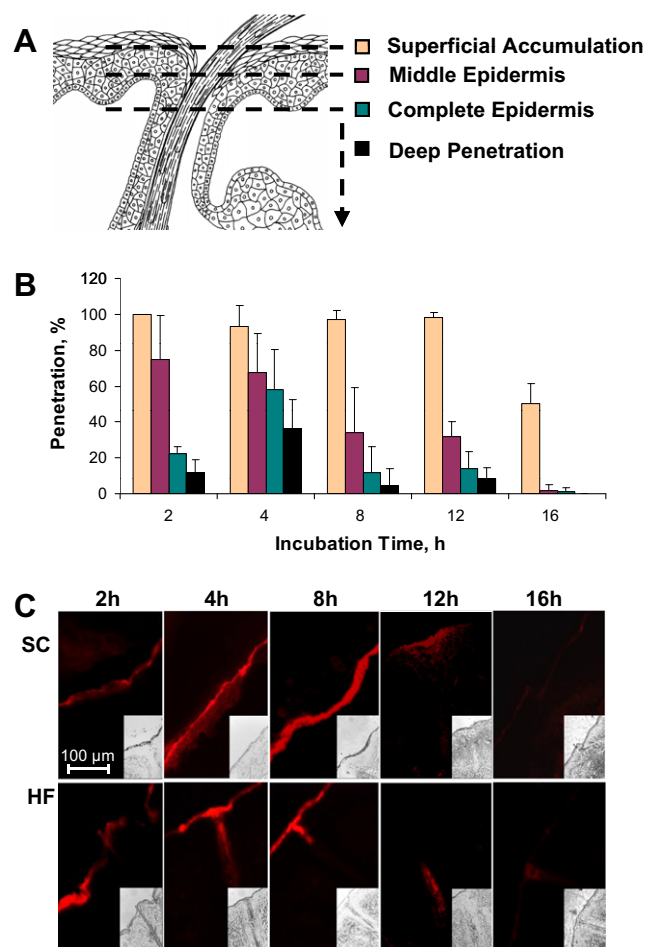 A
Superficial Accumulation
Middle Epidermis
Complete Epidermis
Deep Penetration
B
Penetration, %
120
100
80
60
40
20
0
2 4 8 12 16
Incubation Time, h
C
2h 4h 8h 12h 16h
SC
100 µm
HF